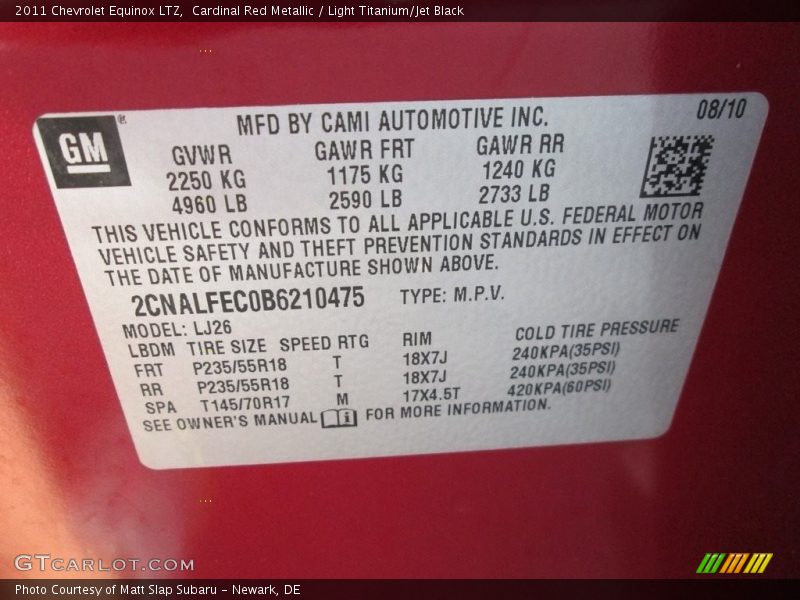 2011 Chevrolet Equinox LTZ,  Cardinal Red Metallic / Light Titanium/Jet Black
GM®
MFD BY CAMI AUTOMOTIVE INC.
08/10
GVWR GAWR FRT GAWR RR
2250 KG 1175 KG 1240 KG
4960 LB 2590 LB 2733 LB
THIS VEHICLE CONFORMS TO ALL APPLICABLE U.S. FEDERAL MOTOR
VEHICLE SAFETY AND THEFT PREVENTION STANDARDS IN EFFECT ON
THE DATE OF MANUFACTURE SHOWN ABOVE.
2CNALFEC0B6210475 TYPE: M.P.V.
MODEL: LJ26
LBDM TIRE SIZE SPEED RTG RIM COLD TIRE PRESSURE
FRT P235/55R18 T 18X7J 240KPA(35PSI)
RR P235/55R18 T 18X7J 240KPA(35PSI)
SPA T145/70R17 M 17X4.5T 420KPA(60PSI)
SEE OWNER'S MANUAL i FOR MORE INFORMATION.
GTCARLOT.COM
Photo Courtesy of Matt Slap Subaru - Newark, DE